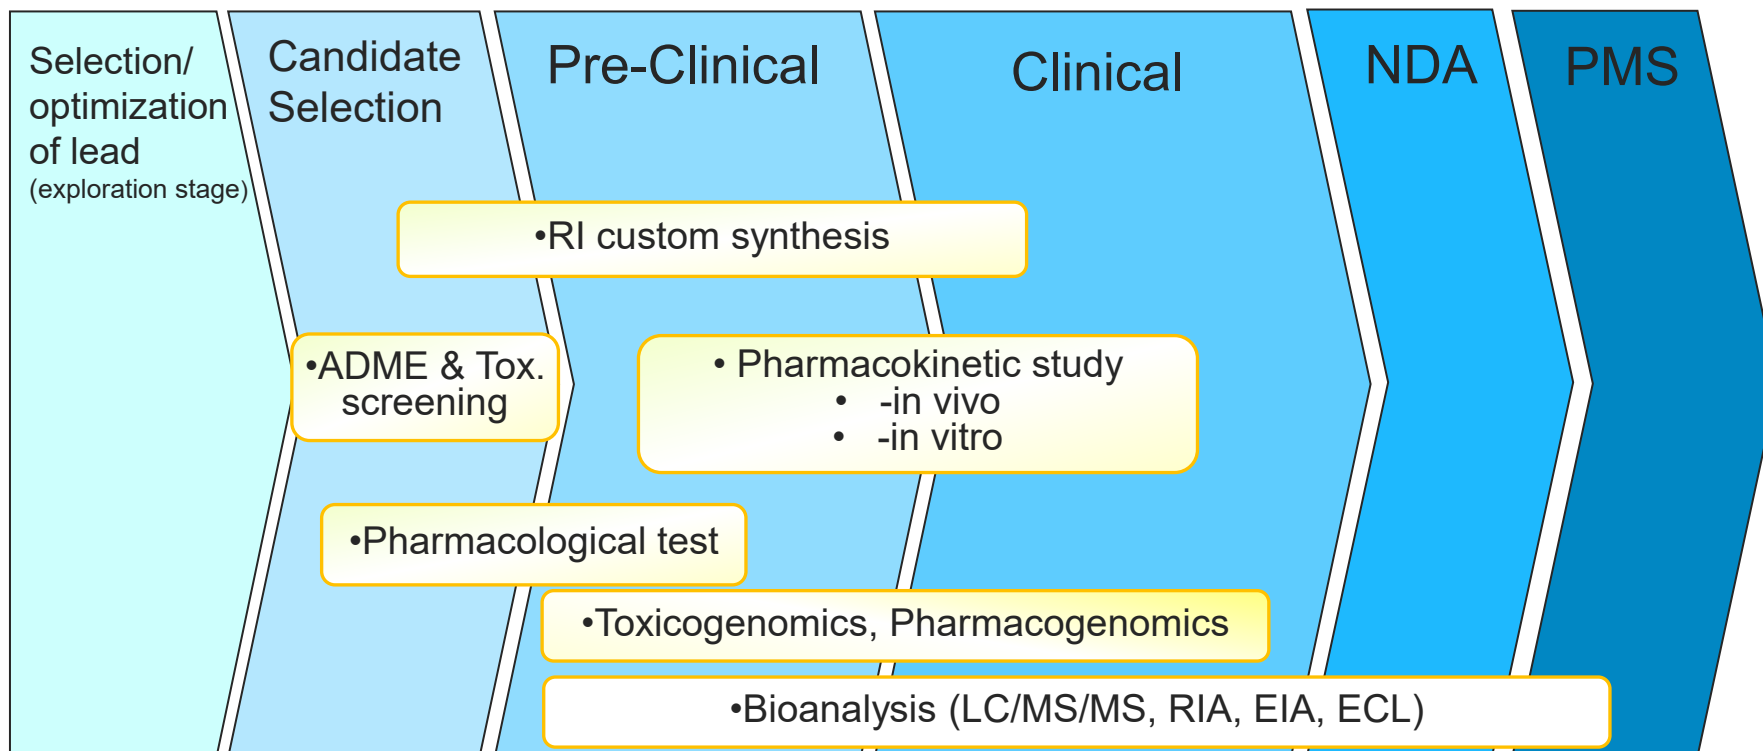 Selection/
optimization
of lead
(exploration stage)
Candidate
Selection
Pre-Clinical
Clinical
NDA
PMS
•RI custom synthesis
•ADME & Tox.
screening
• Pharmacokinetic study
• -in vivo
• -in vitro
•Pharmacological test
•Toxicogenomics, Pharmacogenomics
•Bioanalysis (LC/MS/MS, RIA, EIA, ECL)